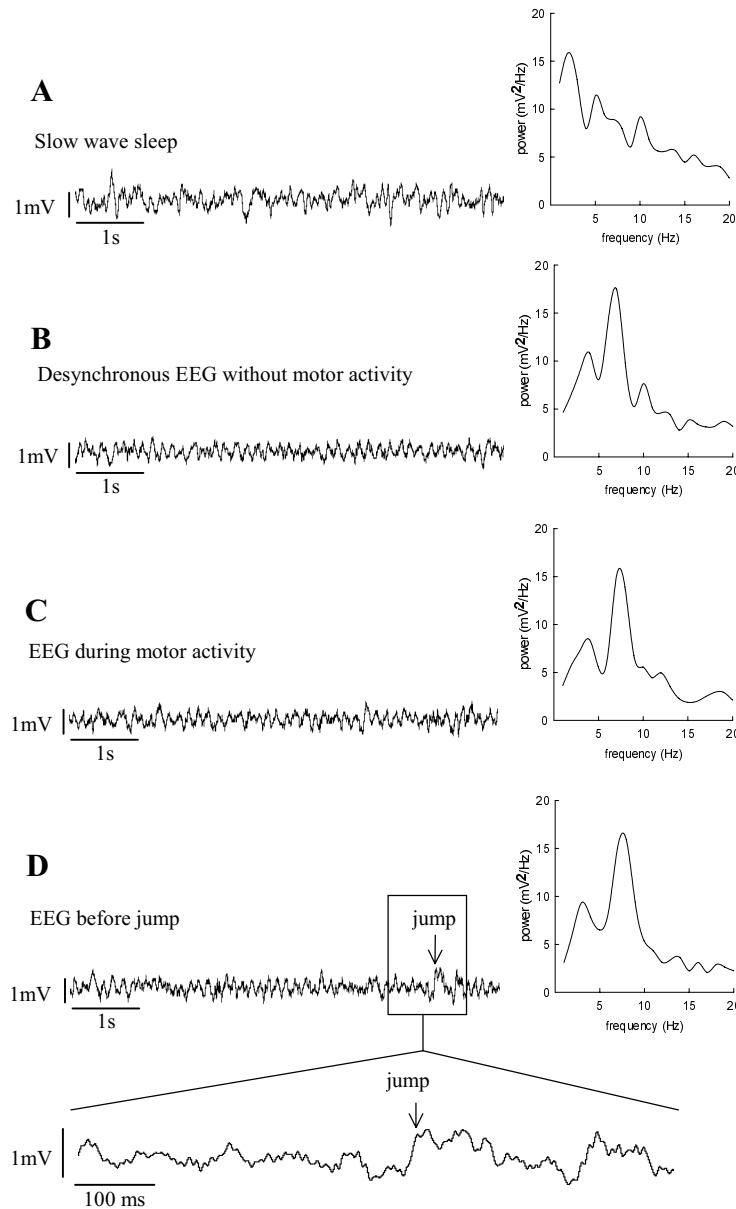 A
Slow wave sleep
1mV
1s
power (mV2/Hz)
20
15
10
5
0
5 10 15 20
frequency (Hz)
B
Desynchronous EEG without motor activity
1mV
1s
power (mV2/Hz)
20
15
10
5
0
5 10 15 20
frequency (Hz)
C
EEG during motor activity
1mV
1s
power (mV2/Hz)
20
15
10
5
0
5 10 15 20
frequency (Hz)
D
EEG before jump
jump
1mV
1s
power (mV2/Hz)
20
15
10
5
0
5 10 15 20
frequency (Hz)
jump
1mV
100 ms